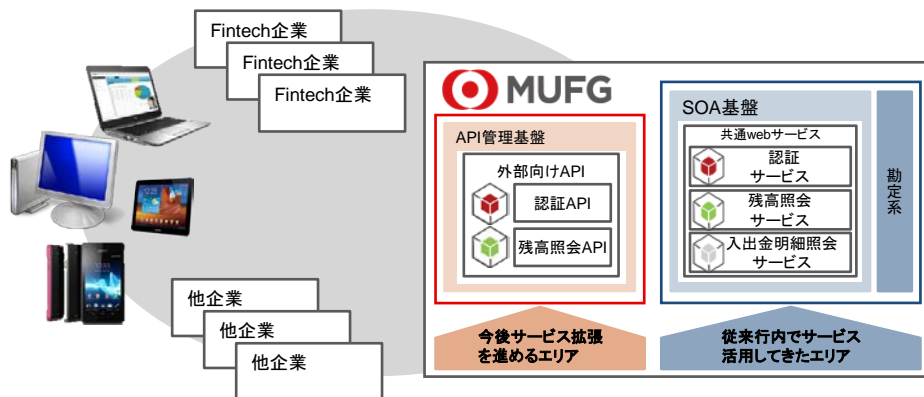 Fintech企業
Fintech企業
Fintech企業
MUFG
API管理基盤
外部向けAPI
認証API
残高照会API
SOA基盤
共通webサービス
認証
サービス
残高照会
サービス
入出金明細照会
サービス
勘定系
他企業
他企業
他企業
今後サービス拡張
を進めるエリア
従来行内でサービス
活用してきたエリア